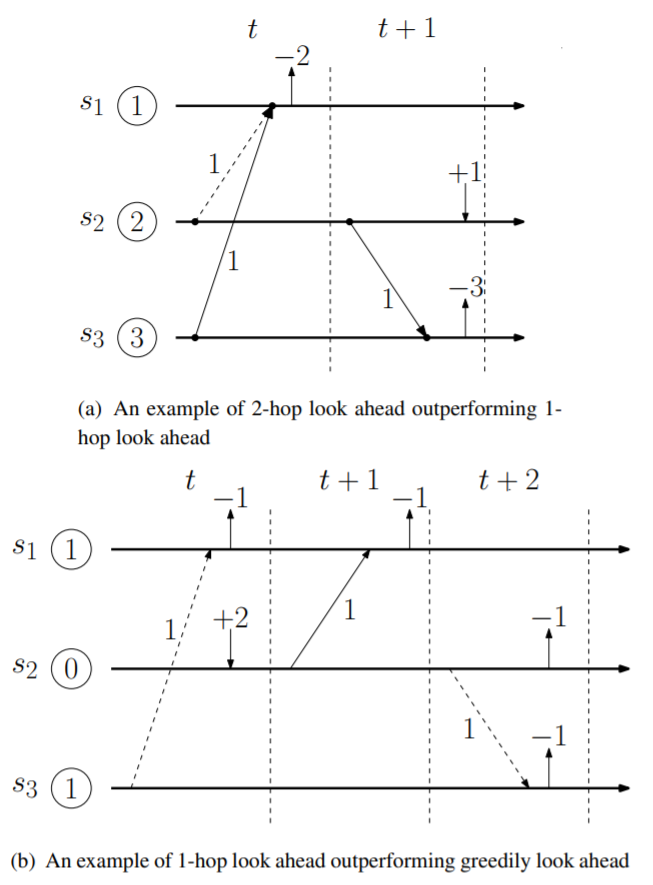 t t + 1
−2
s1 1
1
+1
s2 2
1
1
−3
s3 3
(a) An example of 2-hop look ahead outperforming 1-
hop look ahead
t t + 1 t + 2
−1 −1
s1 1
1 +2 1
−1
s2 0
1 −1
s3 1
(b) An example of 1-hop look ahead outperforming greedily look ahead